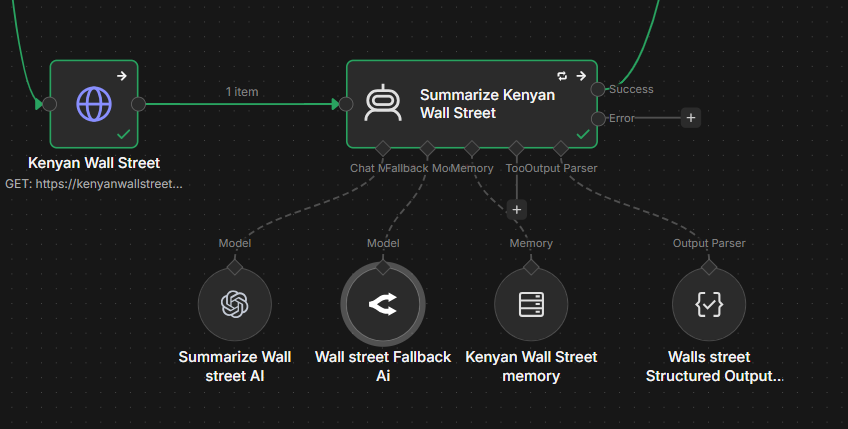 1 item
Summarize Kenyan
Wall Street
Success
Error
Kenyan Wall Street
GET: https://kenyanwallstreet...
Chat M
Fallback Mo
Memory
Too
Output Parser
Model
Model
Memory
Output Parser
Summarize Wall
street AI
Wall street Fallback
Ai
Kenyan Wall Street
memory
Walls street
Structured Output...